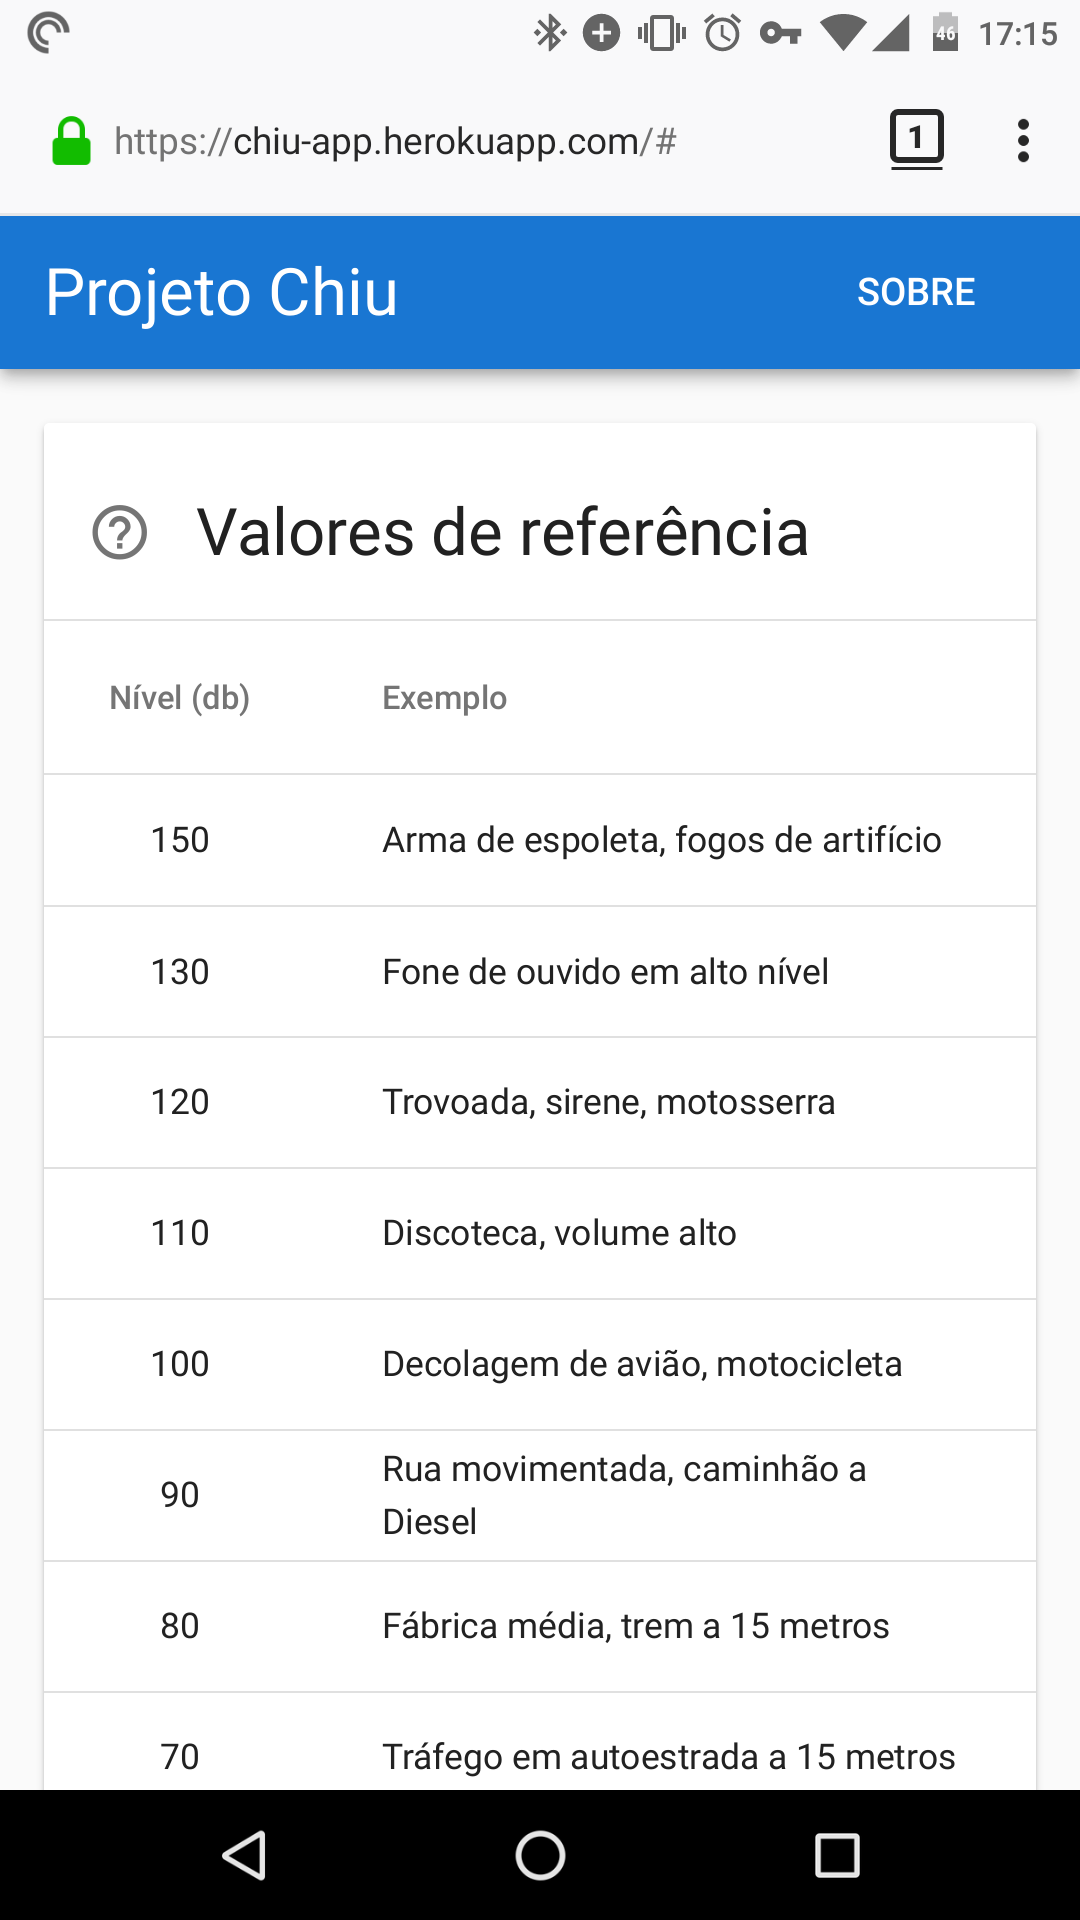 46 17:15
https://chiu-app.herokuapp.com/# 1
Projeto Chiu SOBRE
Valores de referência
Nível (db) Exemplo
150 Arma de espoleta, fogos de artifício
130 Fone de ouvido em alto nível
120 Trovoada, sirene, motosserra
110 Discoteca, volume alto
100 Decolagem de avião, motocicleta
90 Rua movimentada, caminhão a
Diesel
80 Fábrica média, trem a 15 metros
70 Tráfego em autoestrada a 15 metros